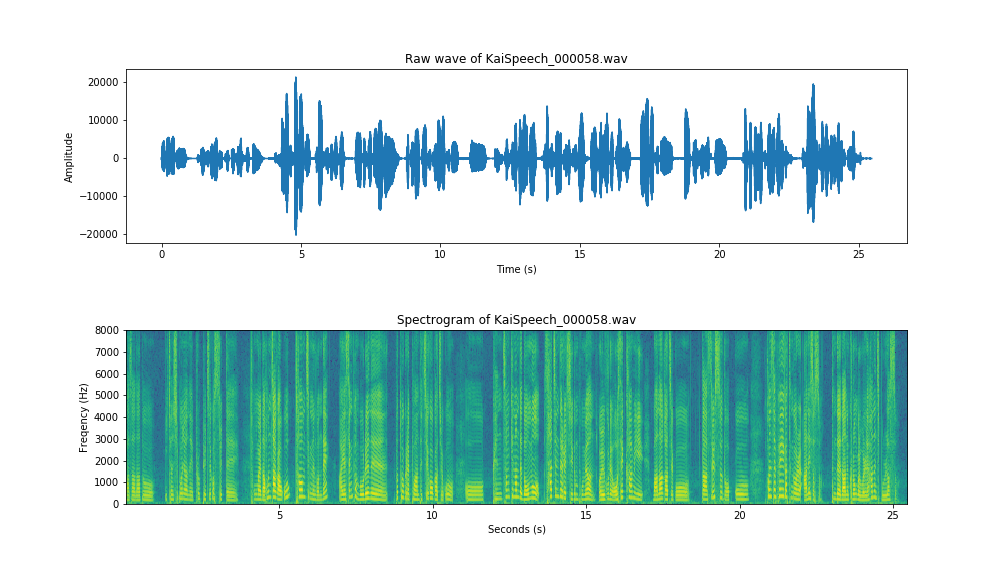 Raw wave of KaiSpeech_000058.wav
20000
10000
0
−10000
−20000
Amplitude
0 5 10 15 20 25
Time (s)
Spectrogram of KaiSpeech_000058.wav
8000
7000
6000
5000
4000
3000
2000
1000
0
Freqency (Hz)
5 10 15 20 25
Seconds (s)